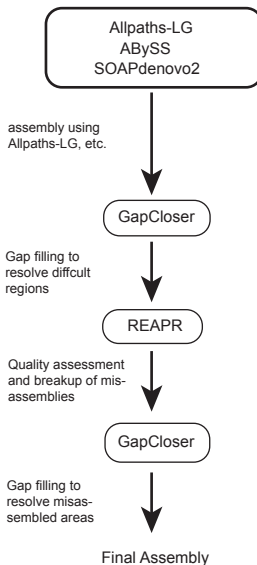 Allpaths-LG
ABySS
SOAPdenovo2
assembly using
Allpaths-LG, etc.
GapCloser
Gap filling to
resolve diffcult
regions
REAPR
Quality assessment
and breakup of mis-
assemblies
GapCloser
Gap filling to
resolve misas-
sembled areas
Final Assembly